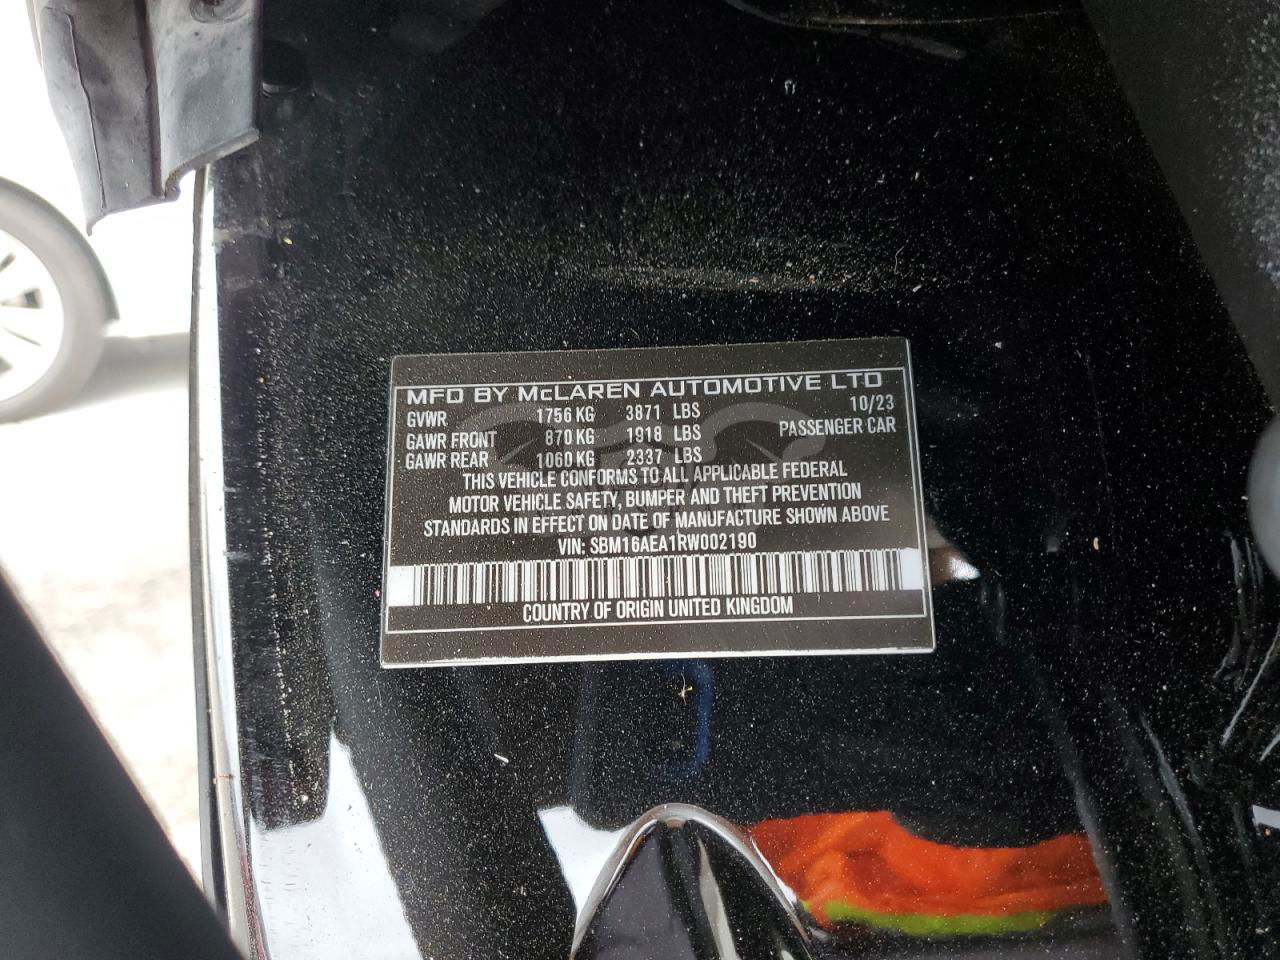 MFD BY McLAREN AUTOMOTIVE LTD
GVWR 1756 KG 3871 LBS 10/23
GAWR FRONT 870 KG 1918 LBS PASSENGER CAR
GAWR REAR 1060 KG 2337 LBS
THIS VEHICLE CONFORMS TO ALL APPLICABLE FEDERAL
MOTOR VEHICLE SAFETY, BUMPER AND THEFT PREVENTION
STANDARDS IN EFFECT ON DATE OF MANUFACTURE SHOWN ABOVE
VIN: SBM16AEA1RW002190
COUNTRY OF ORIGIN UNITED KINGDOM